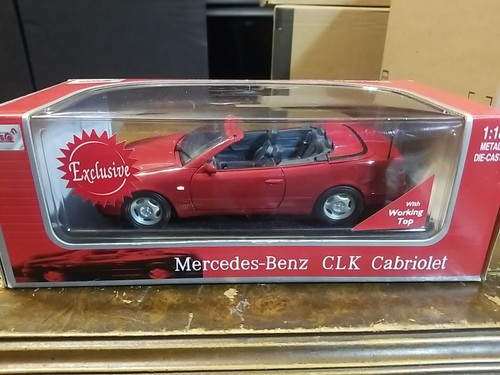 Exclusive
1:18
METAL
DIE-CAST
With
Working
Top
Mercedes-Benz CLK Cabriolet